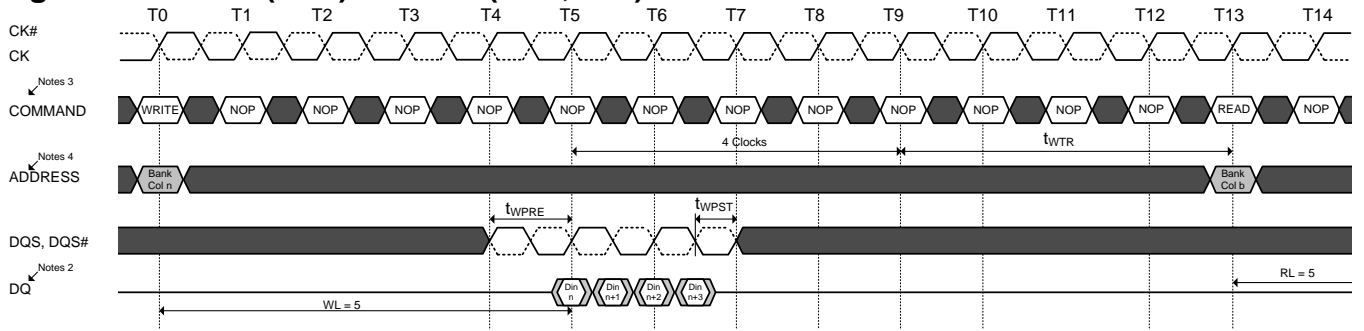 T0 T1 T2 T3 T4 T5 T6 T7 T8 T9 T10 T11 T12 T13 T14
CK#
CK
Notes 3
COMMAND
WRITE NOP NOP NOP NOP NOP NOP NOP NOP NOP NOP NOP NOP READ NOP
4 Clocks
tWTR
Notes 4
ADDRESS
Bank
Col n
Bank
Col b
tWPRE
tWPST
DQS, DQS#
Notes 2
DQ
Din
n
Din
n+1
Din
n+2
Din
n+3
WL = 5
RL = 5